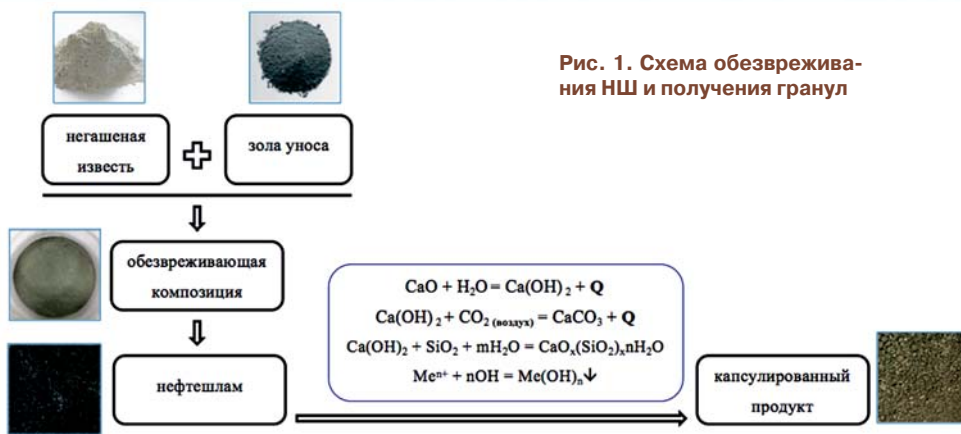 Рис. 1. Схема обезврежива-
ния НШ и получения гранул
негашеная
известь
зола уноса
обезвреживающая
композиция
CaO + H₂O = Ca(OH)₂ + Q
Ca(OH)₂ + CO₂ (воздух) = CaCO₃ + Q
Ca(OH)₂ + SiO₂ + mH₂O = CaOₓ(SiO₂)ₓnH₂O
Meⁿ⁺ + nOH = Me(OH)ₙ↓
нефтешлам
капсулированный
продукт